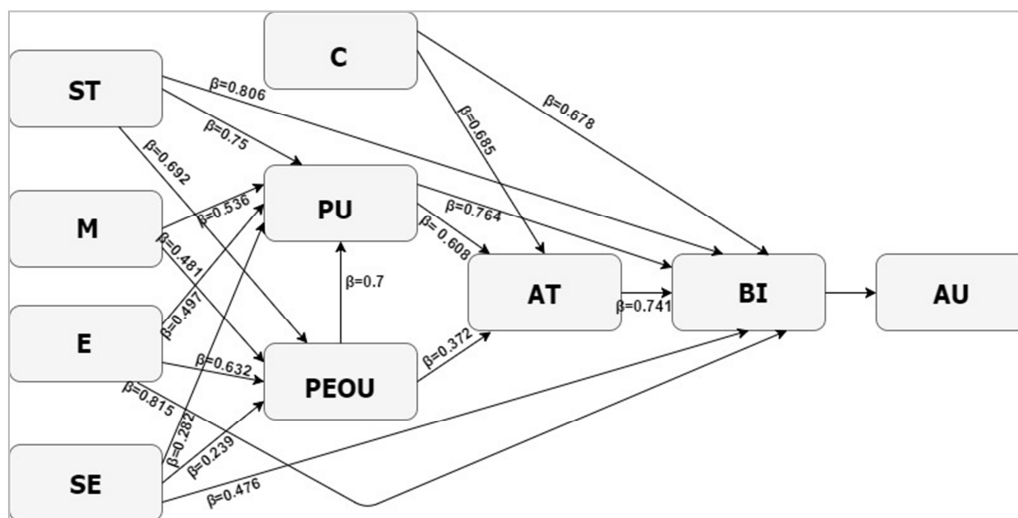 C
ST
β=0.806
β=0.678
β=0.75
β=0.685
β=0.692
PU
M
β=0.536
β=0.764
β= 0.608
β=0.481
β=0.497
β=0.7
AT
β=0.741
BI
AU
E
β=0.632
β=0.372
PEOU
β=0.815
β=0.282
β=0.239
SE
β=0.476